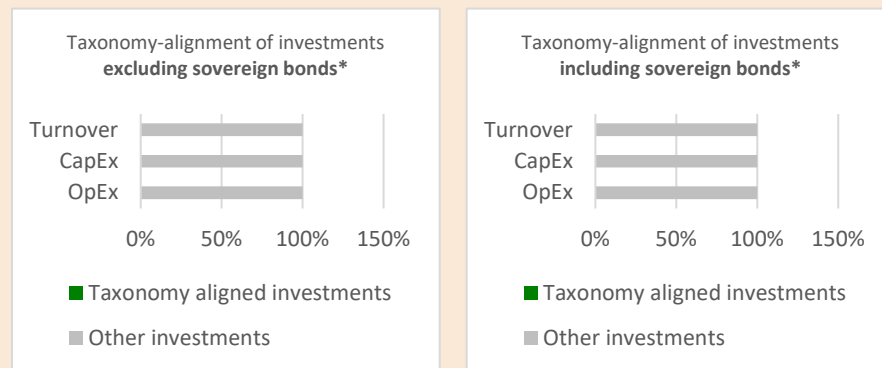 Taxonomy-alignment of investments
excluding sovereign bonds*
Turnover
CapEx
OpEx
0% 50% 100% 150%
Taxonomy aligned investments
Other investments
Taxonomy-alignment of investments
including sovereign bonds*
Turnover
CapEx
OpEx
0% 50% 100% 150%
Taxonomy aligned investments
Other investments